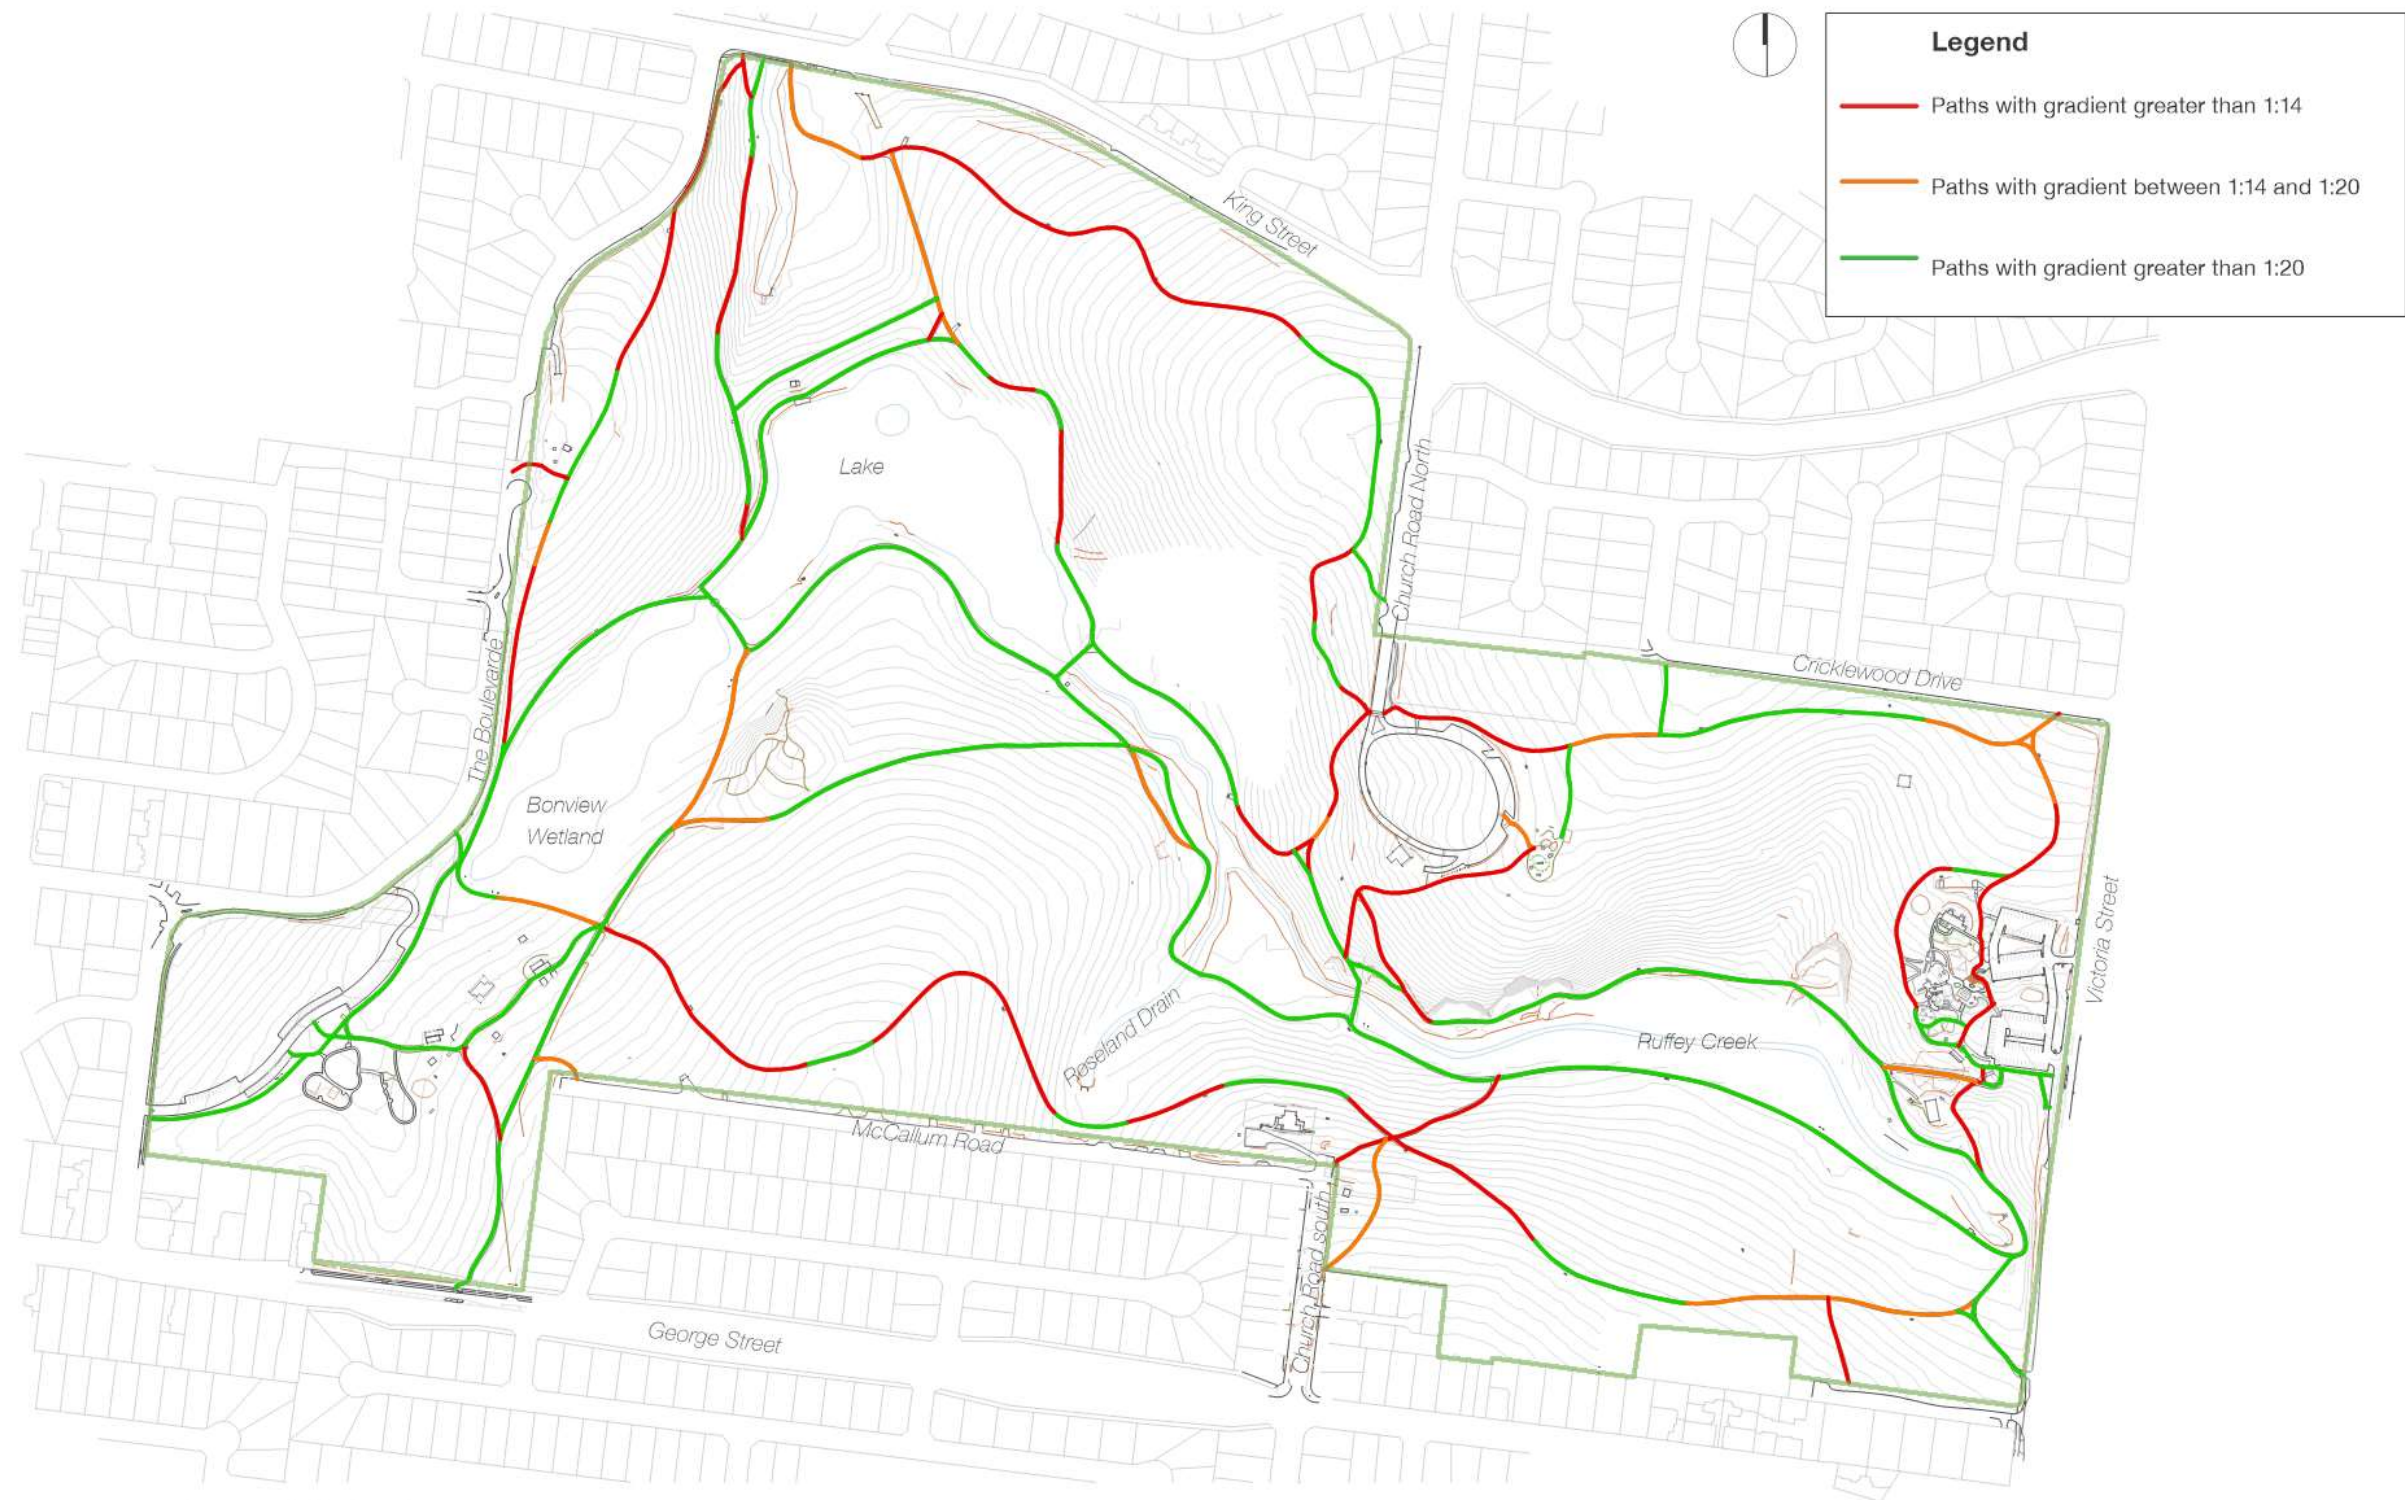 Legend
Paths with gradient greater than 1:14
Paths with gradient between 1:14 and 1:20
Paths with gradient greater than 1:20
King Street
Church Road North
Lake
Cricklewood Drive
The Boulevarde
Bonview
Wetland
Victoria Street
Roseland Drain
Ruffey Creek
McCallum Road
Church Road south
George Street